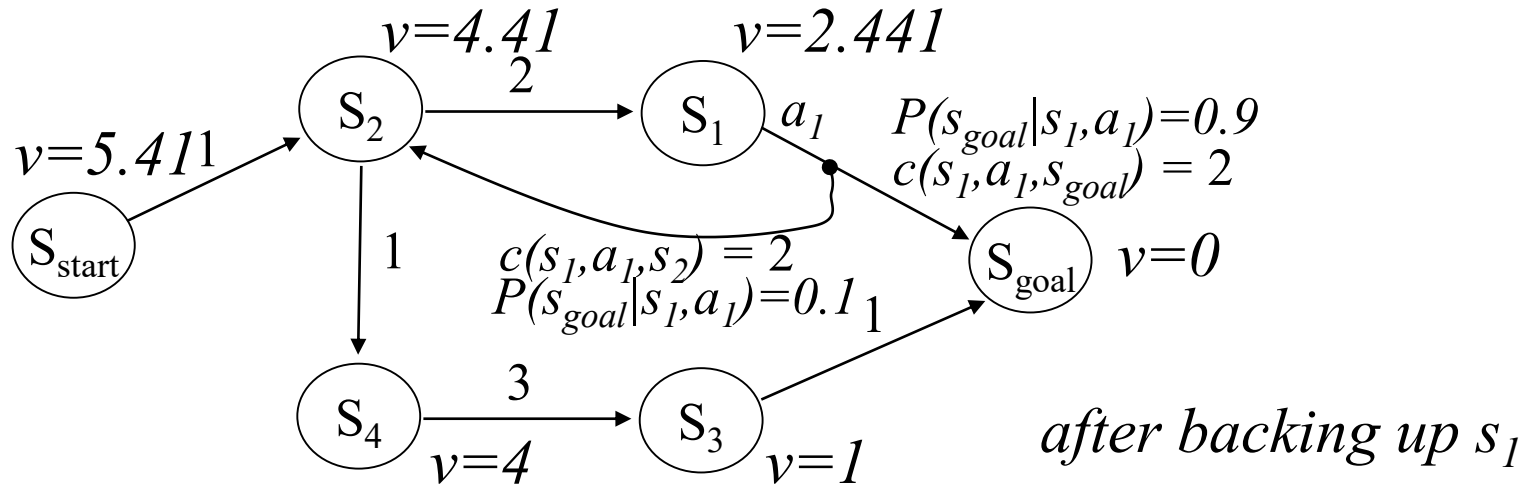 v=4.41
v=2.441
2
S2
S1
a1
P(sgoal|s1,a1)=0.9
c(s1,a1,sgoal) = 2
v=5.41
1
Sstart
1
c(s1,a1,s2) = 2
P(sgoal|s1,a1)=0.1
1
Sgoal
v=0
3
S4
S3
v=4
v=1
after backing up s1